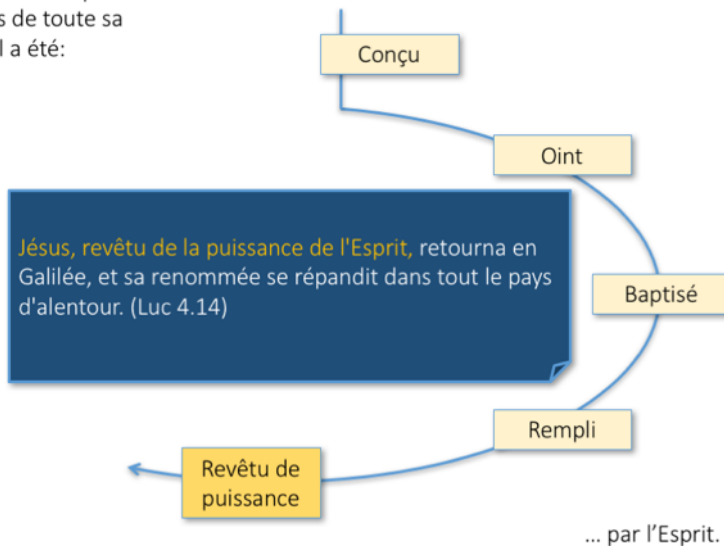 s de toute sa
l a été:
Conçu
Oint
Jésus, revêtu de la puissance de l'Esprit, retourna en
Galilée, et sa renommée se répandit dans tout le pays
d'alentour. (Luc 4.14)
Baptisé
Rempli
Revêtu de
puissance
... par l’Esprit.